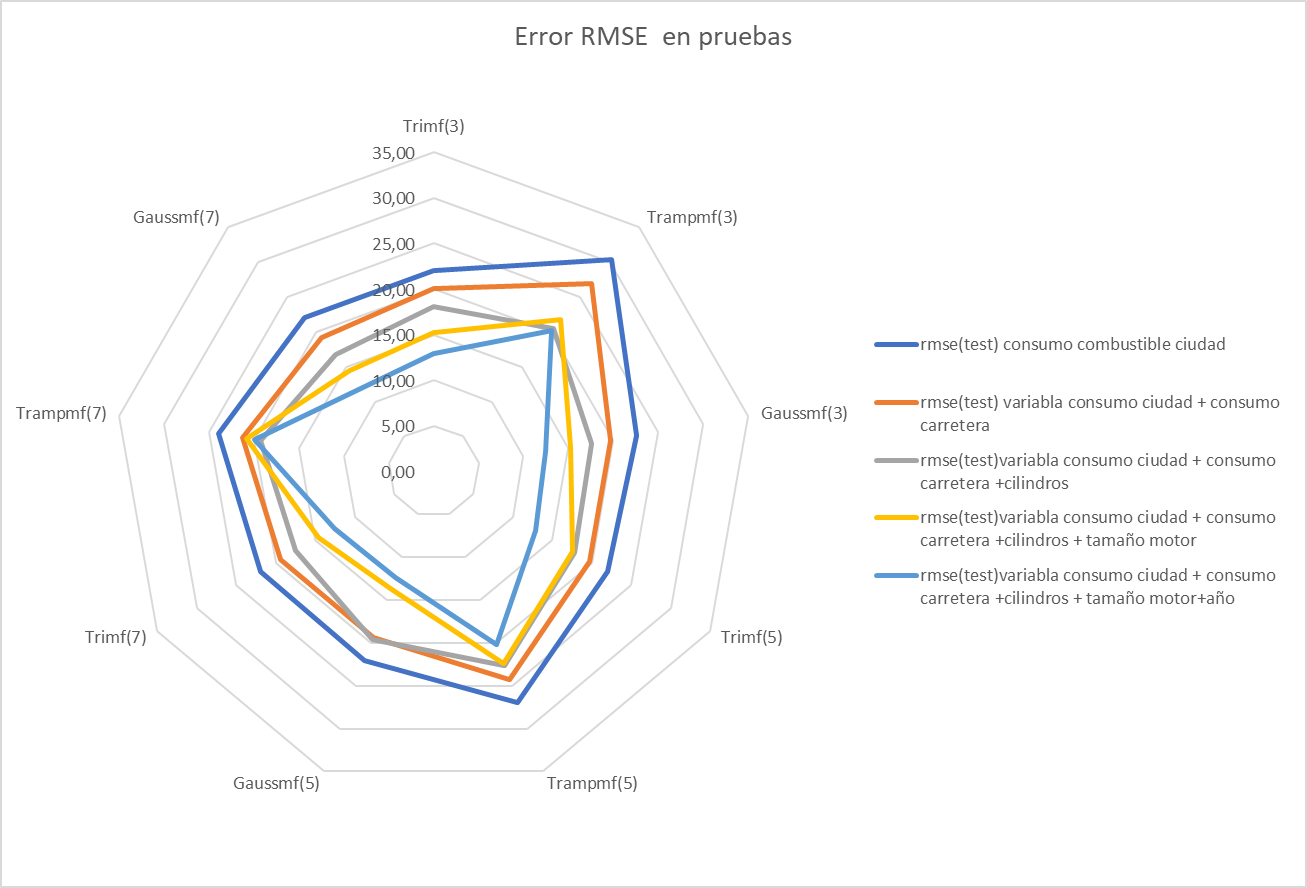 Error RMSE  en pruebas
Trimf(3)
Trampmf(3)
Gaussmf(3)
Trimf(5)
Trampmf(5)
Gaussmf(5)
Trimf(7)
Trampmf(7)
Gaussmf(7)
35,00
30,00
25,00
20,00
15,00
10,00
5,00
0,00
rmse(test) consumo combustible ciudad
rmse(test) variabla consumo ciudad + consumo
carretera
rmse(test)variabla consumo ciudad + consumo
carretera +cilindros
rmse(test)variabla consumo ciudad + consumo
carretera +cilindros + tamaño motor
rmse(test)variabla consumo ciudad + consumo
carretera +cilindros + tamaño motor+año